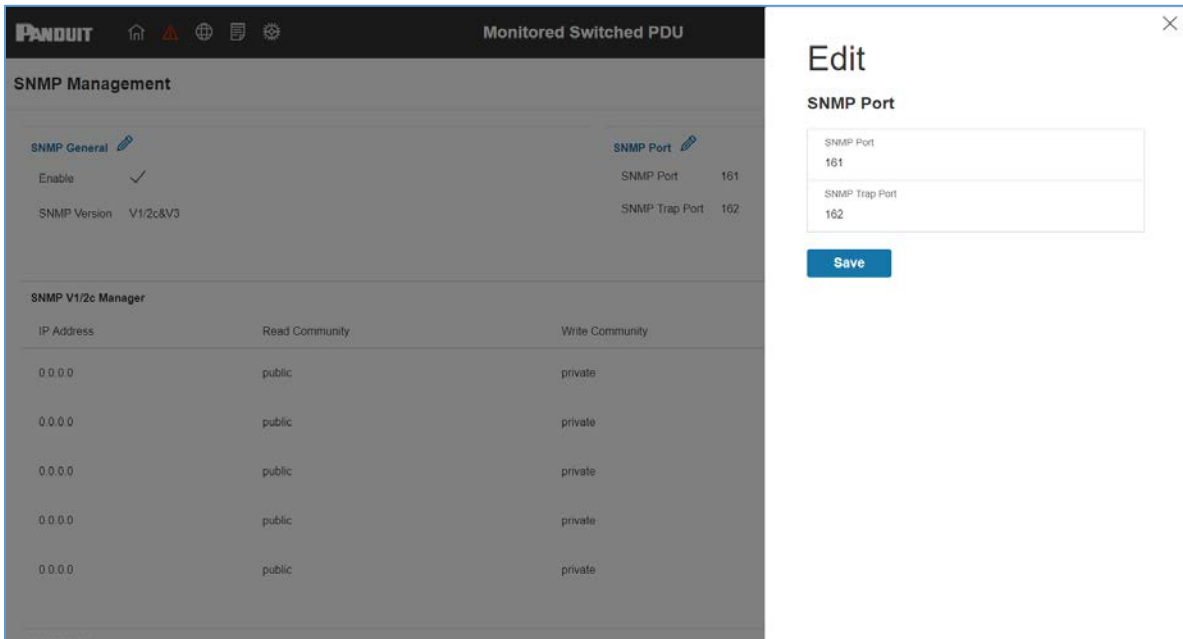 PANDUIT
Monitored Switched PDU
SNMP Management
SNMP General
Enable
SNMP Version V1/2c&V3
SNMP Port
SNMP Port 161
SNMP Trap Port 162
SNMP V1/2c Manager
IP Address Read Community Write Community
0.0.0.0 public private
0.0.0.0 public private
0.0.0.0 public private
0.0.0.0 public private
0.0.0.0 public private
Edit
SNMP Port
SNMP Port
161
SNMP Trap Port
162
Save